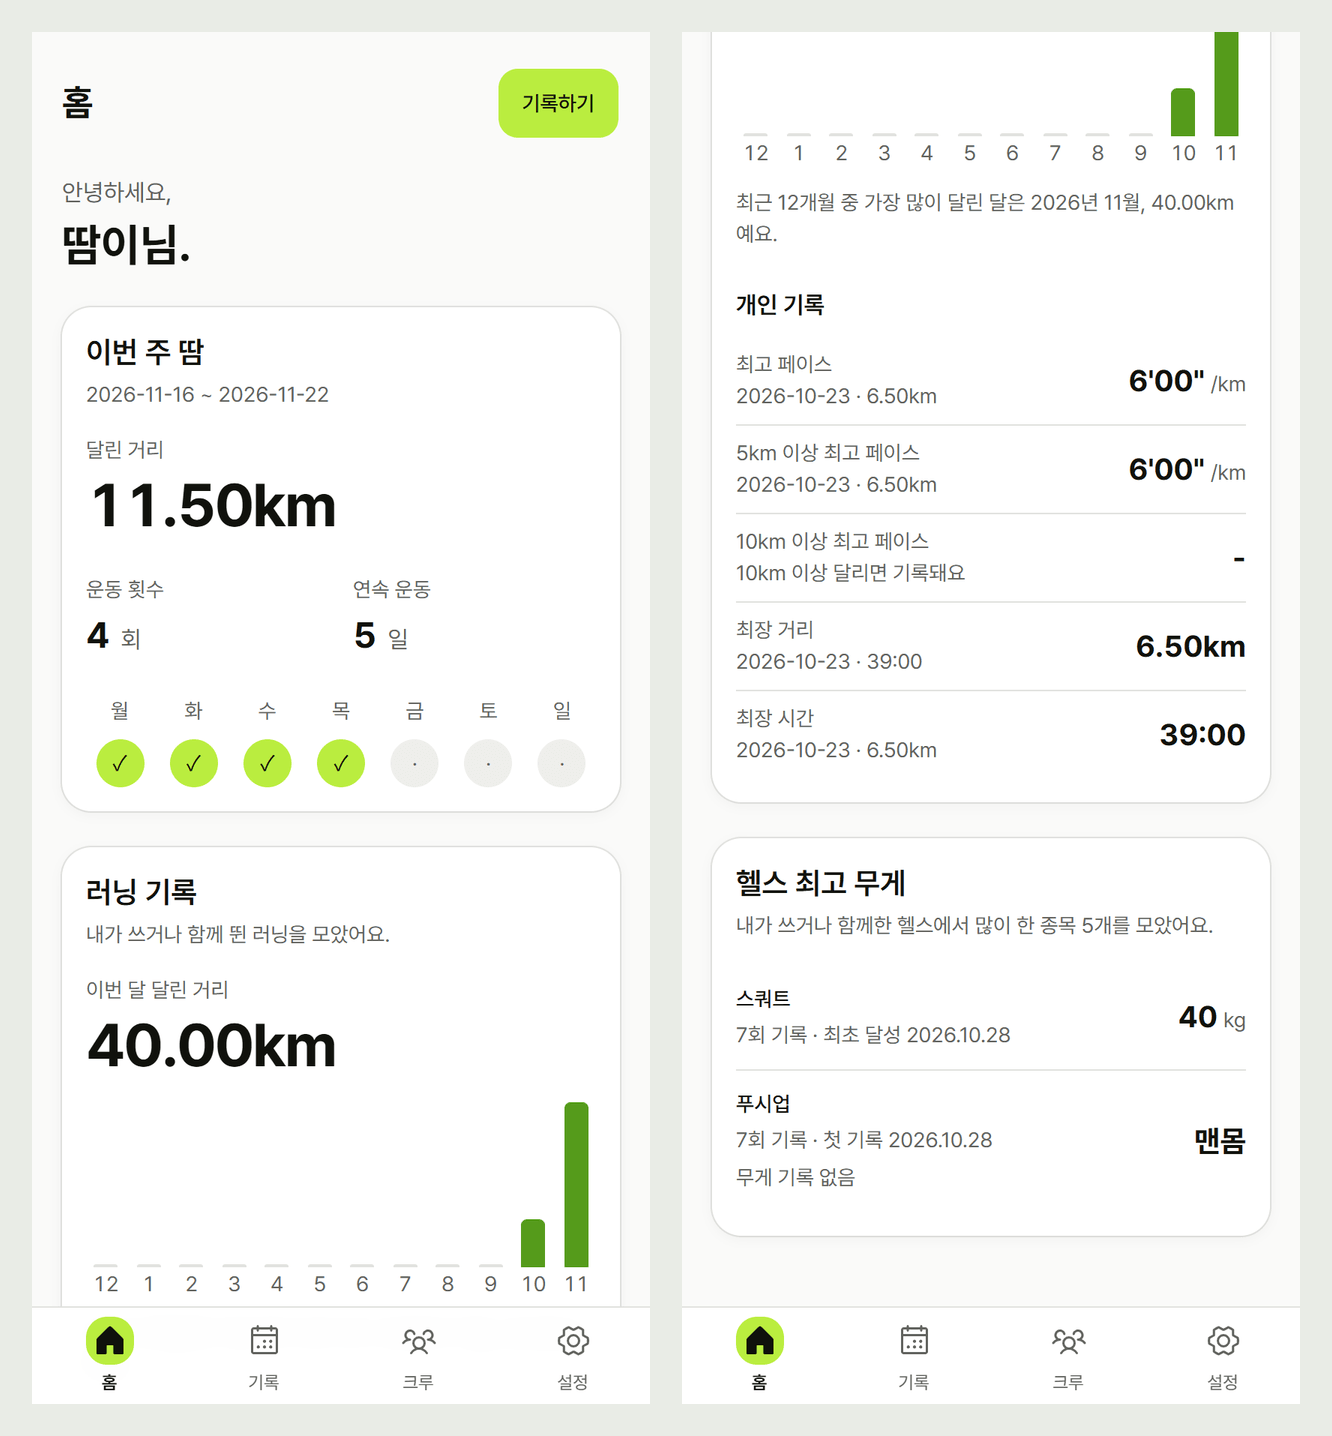 홈
기록하기
안녕하세요,
땀이님.
이번 주 땀
2026-11-16 ~ 2026-11-22
달린 거리
11.50km
운동 횟수 연속 운동
4 회 5 일
월 화 수 목 금 토 일
러닝 기록
내가 쓰거나 함께 뛴 러닝을 모았어요.
이번 달 달린 거리
40.00km
12 1 2 3 4 5 6 7 8 9 10 11
홈 기록 크루 설정
12 1 2 3 4 5 6 7 8 9 10 11
최근 12개월 중 가장 많이 달린 달은 2026년 11월, 40.00km
예요.
개인 기록
최고 페이스
2026-10-23 · 6.50km
6'00" /km
5km 이상 최고 페이스
2026-10-23 · 6.50km
6'00" /km
10km 이상 최고 페이스
10km 이상 달리면 기록돼요
-
최장 거리
2026-10-23 · 39:00
6.50km
최장 시간
2026-10-23 · 6.50km
39:00
헬스 최고 무게
내가 쓰거나 함께한 헬스에서 많이 한 종목 5개를 모았어요.
스쿼트
7회 기록 · 최초 달성 2026.10.28
40 kg
푸시업
7회 기록 · 첫 기록 2026.10.28
무게 기록 없음
맨몸
홈 기록 크루 설정